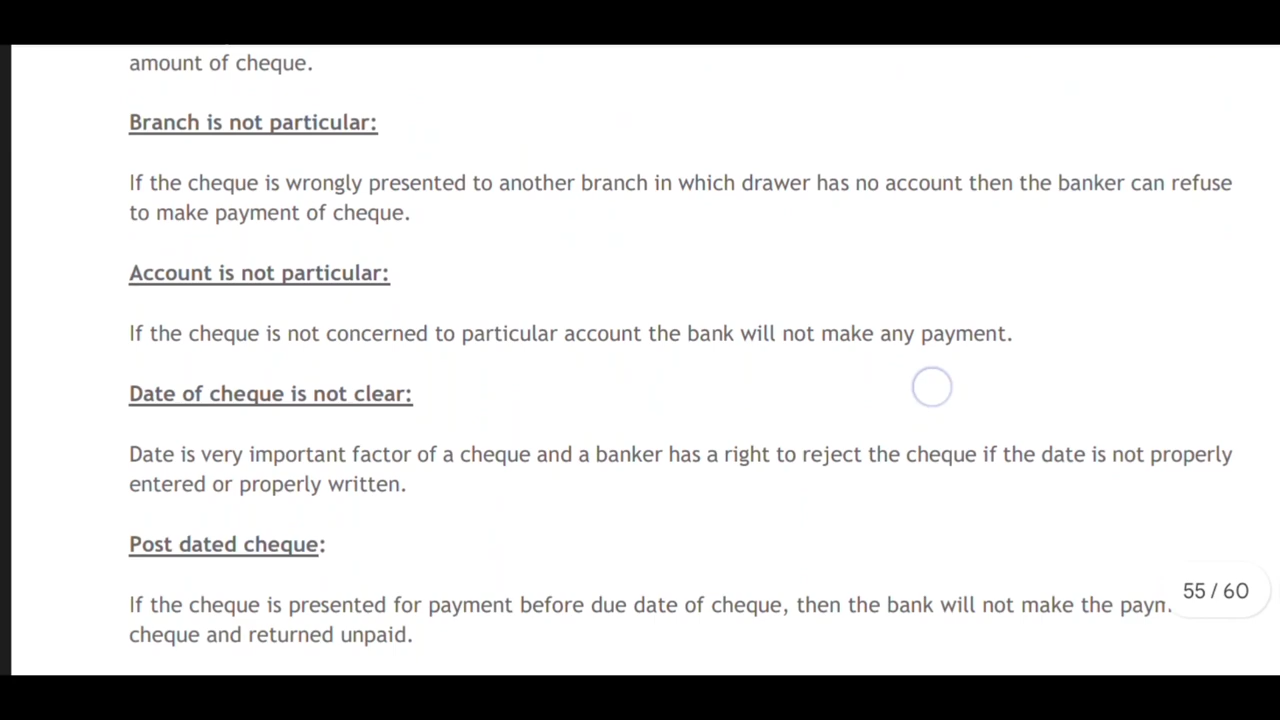 amount of cheque.
Branch is not particular:
If the cheque is wrongly presented to another branch in which drawer has no account then the banker can refuse
to make payment of cheque.
Account is not particular:
If the cheque is not concerned to particular account the bank will not make any payment.
Date of cheque is not clear:
Date is very important factor of a cheque and a banker has a right to reject the cheque if the date is not properly
entered or properly written.
Post dated cheque:
If the cheque is presented for payment before due date of cheque, then the bank will not make the
cheque and returned unpaid.
55 / 60